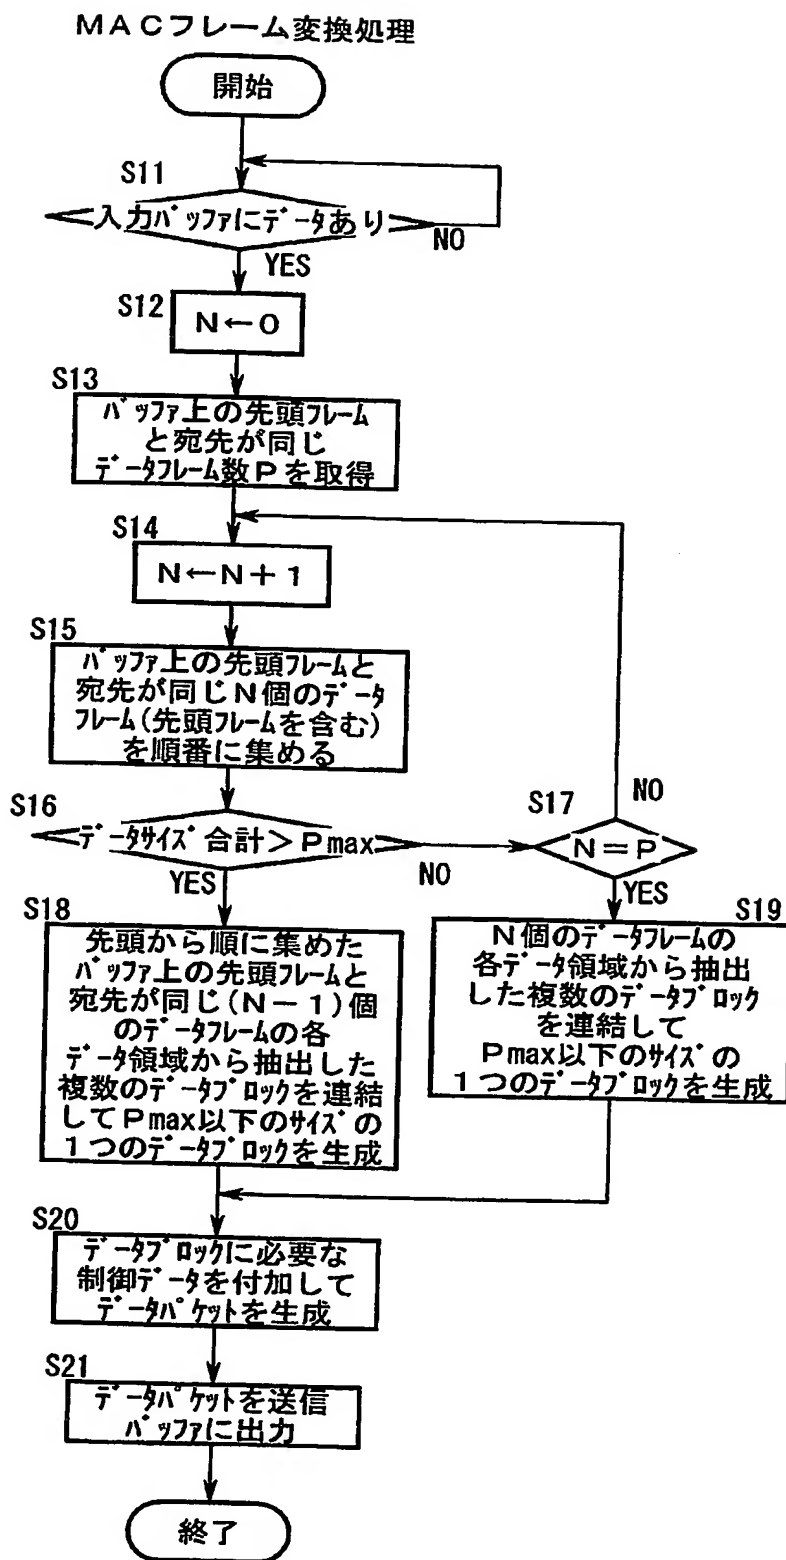 MACフレーム変換処理
開始
S11
入力バッファにデータあり
NO
YES
S12
N←0
S13
バッファ上の先頭フレーム
と宛先が同じ
データフレーム数Pを取得
S14
N←N+1
S15
バッファ上の先頭フレームと
宛先が同じN個のデータ
フレーム(先頭フレームを含む)
を順番に集める
S16
データサイズ合計>Pmax
NO
YES
S17
N=P
NO
YES
S18
先頭から順に集めた
バッファ上の先頭フレームと
宛先が同じ(N-1)個
のデータフレームの各
データ領域から抽出した
複数のデータブロックを連結
してPmax以下のサイズの
1つのデータブロックを生成
S19
N個のデータフレームの
各データ領域から抽出
した複数のデータブロック
を連結して
Pmax以下のサイズの
1つのデータブロックを生成
S20
データブロックに必要な
制御データを付加して
データパケットを生成
S21
データパケットを送信
バッファに出力
終了